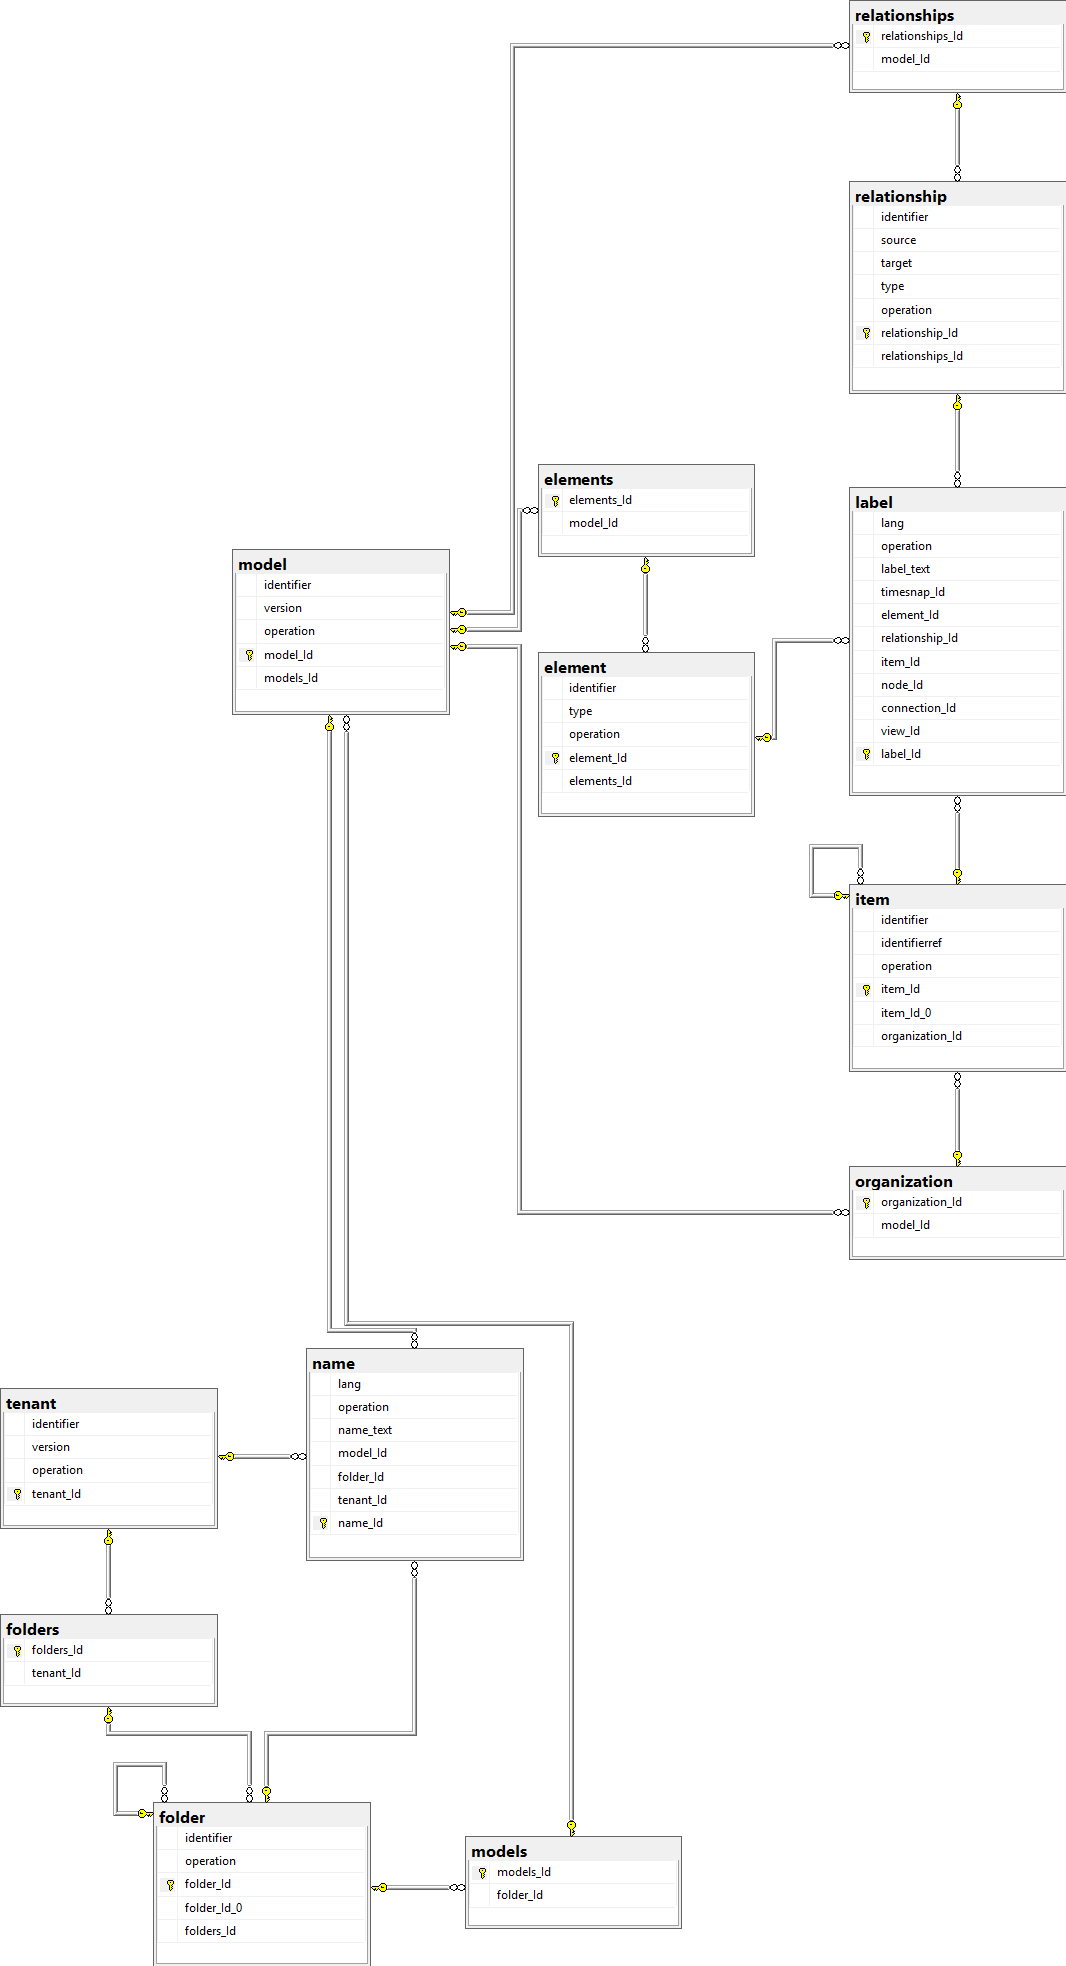 relationships
relationships_Id
model_Id
relationship
identifier
source
target
type
operation
relationship_Id
relationships_Id
elements
elements_Id
model_Id
label
lang
operation
label_text
timesnap_Id
element_Id
relationship_Id
item_Id
node_Id
connection_Id
view_Id
label_Id
model
identifier
version
operation
model_Id
models_Id
element
identifier
type
operation
element_Id
elements_Id
item
identifier
identifierref
operation
item_Id
item_Id_0
organization_Id
organization
organization_Id
model_Id
name
lang
operation
name_text
model_Id
folder_Id
tenant_Id
name_Id
tenant
identifier
version
operation
tenant_Id
folders
folders_Id
tenant_Id
folder
identifier
operation
folder_Id
folder_Id_0
folders_Id
models
models_Id
folder_Id